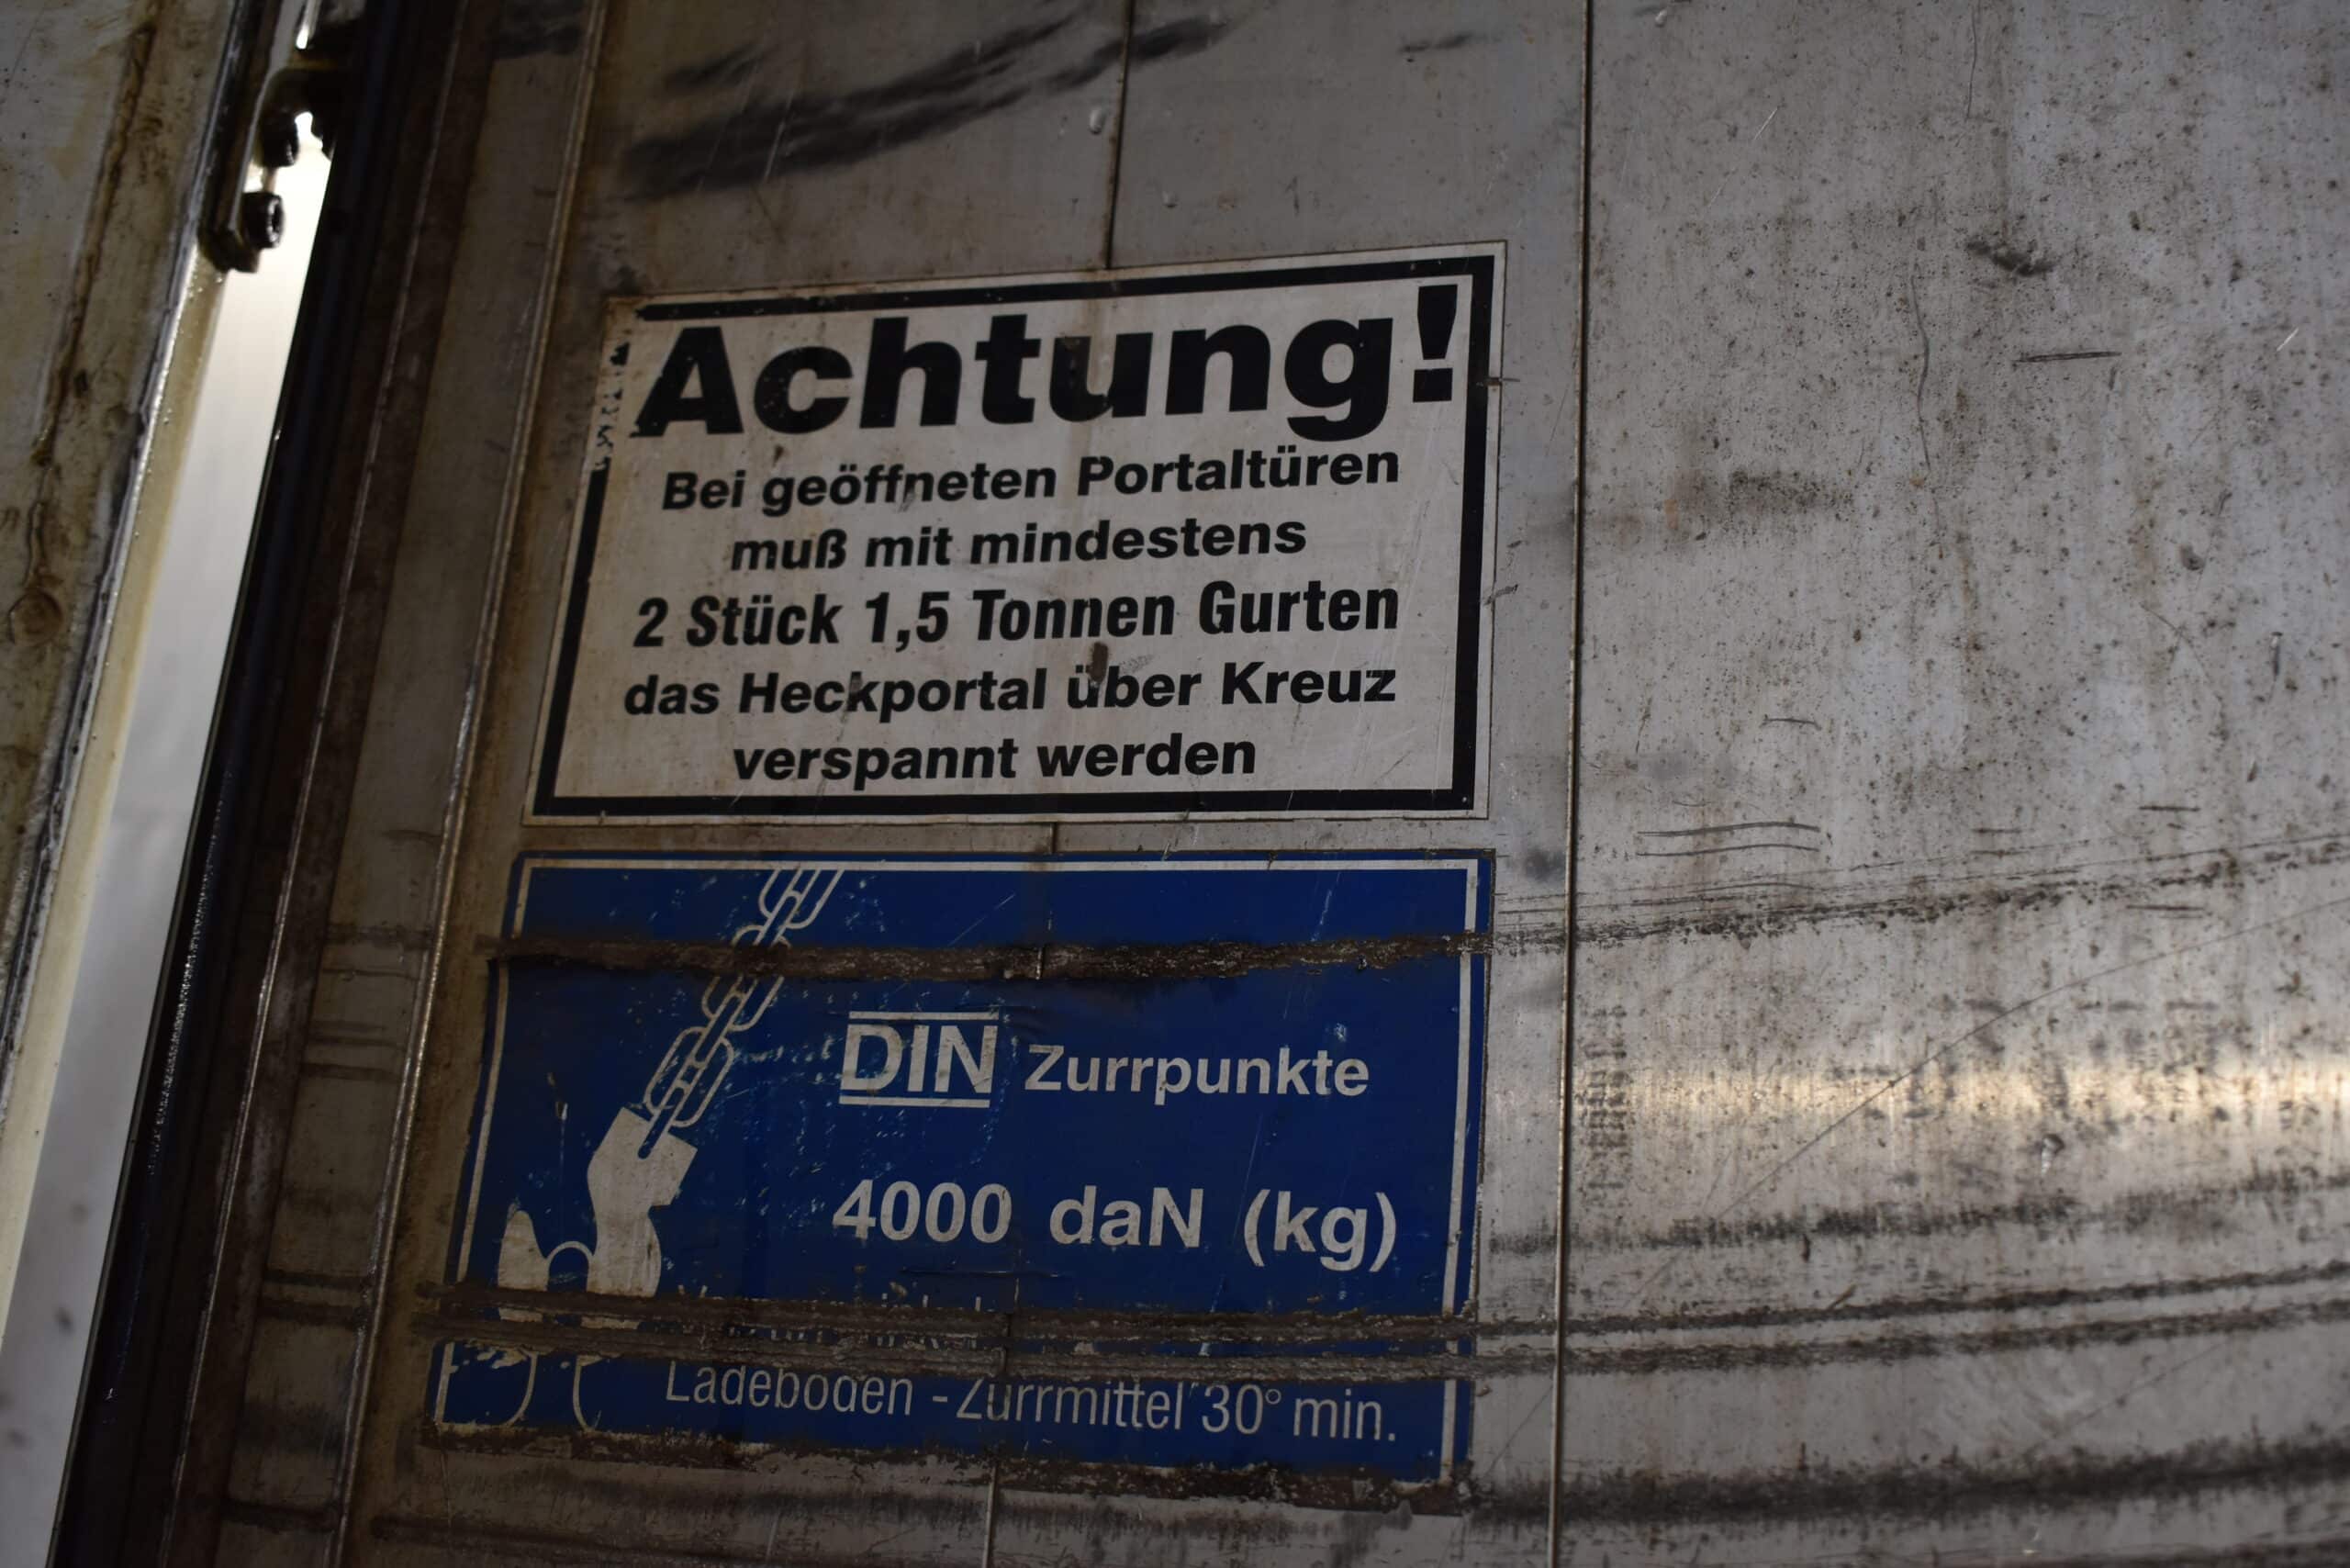 Achtung!
Bei geöffneten Portaltüren
muß mit mindestens
2 Stück 1,5 Tonnen Gurten
das Heckportal über Kreuz
verspannt werden
DIN Zurrpunkte
4000 daN (kg)
Ladeboden - Zurrmittel 30° min.